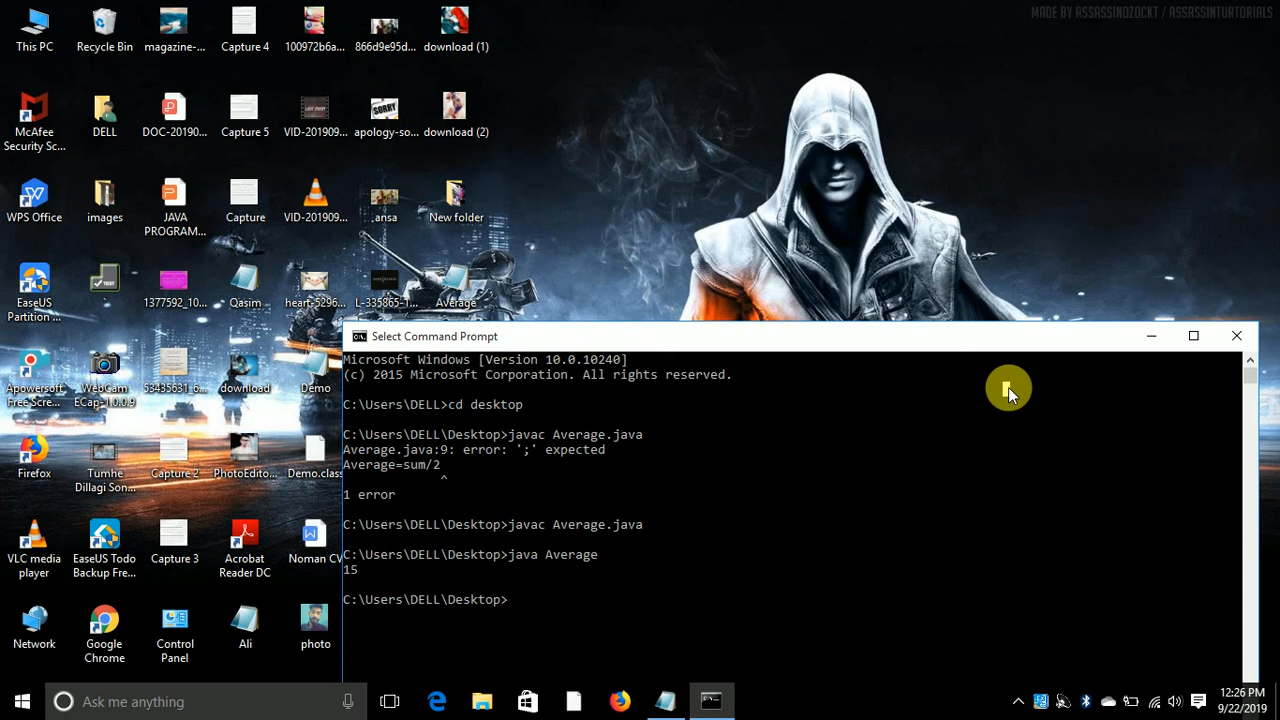 MADE BY ASSASSINOZOCKT / ASSASSINTURTORIALS
This PC
Recycle Bin
magazine-...
Capture 4
100972b6a...
866d9e95d...
download (1)
McAfee
Security Sc...
DELL
DOC-20190...
Capture 5
VID-201909...
SORRY
apology-so...
download (2)
WPS Office
images
JAVA
PROGRAM...
Capture
VID-201909...
ansa
New folder
EaseUS
Partition ...
`
1377592_10...
Qasim
heart-5296...
L-335865-1...
Average
Apowersoft
Free Scre...
WebCam
ECap-1.0.0.9
53435631_6...
download
Demo
Firefox
Tumhe
Dillagi Son...
Capture 2
PhotoEdito...
Demo.class
VLC media
player
EaseUS Todo
Backup Fre...
Capture 3
Acrobat
Reader DC
Noman CV
Network
Google
Chrome
Control
Panel
Ali
photo
Select Command Prompt
Microsoft Windows [Version 10.0.10240]
(c) 2015 Microsoft Corporation. All rights reserved.
C:\Users\DELL>cd desktop
C:\Users\DELL\Desktop>javac Average.java
Average.java:9: error: ';' expected
Average=sum/2
^
1 error
C:\Users\DELL\Desktop>javac Average.java
C:\Users\DELL\Desktop>java Average
15
C:\Users\DELL\Desktop>
Ask me anything
12:26 PM
9/22/2019